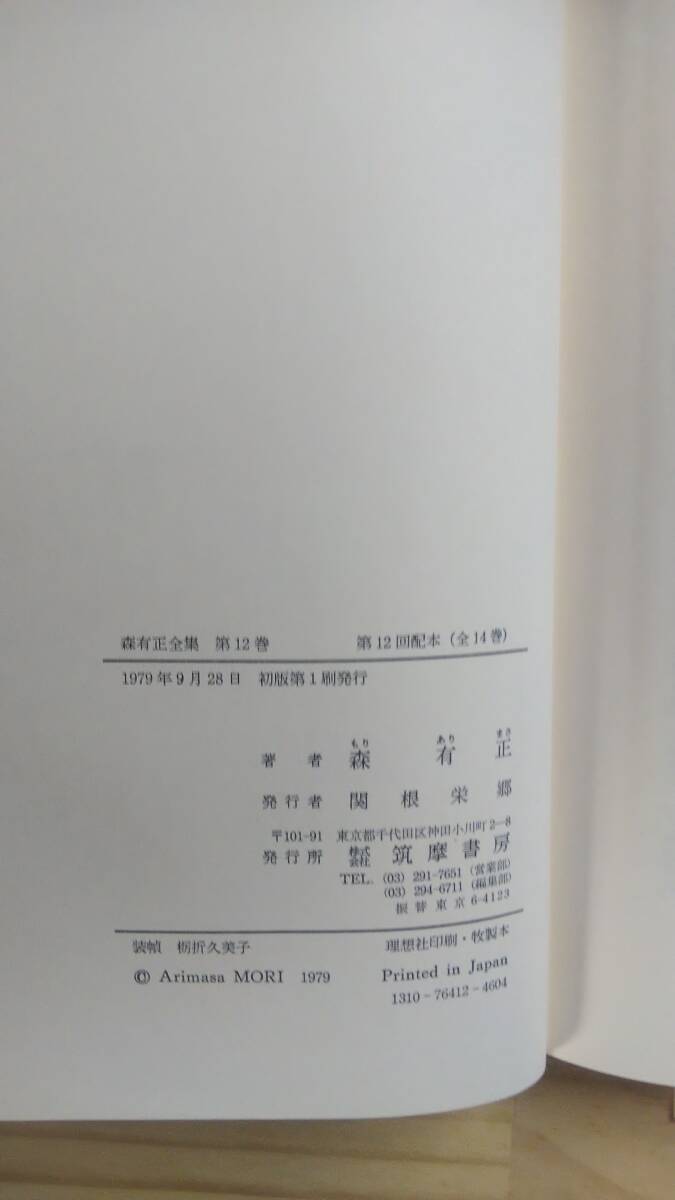 森有正全集 第12巻 第12回配本（全14巻）
1979年9月28日 初版第1刷発行
もり あり まさ
著者 森有正
発行者 関根栄郷
〒101-91 東京都千代田区神田小川町2-8
発行所 株式会社 筑摩書房
TEL. (03) 291-7651（営業部）
(03) 294-6711（編集部）
振替東京6-4123
装幀 栃折久美子 理想社印刷・牧製本
© Arimasa MORI 1979 Printed in Japan
1310-76412-4604